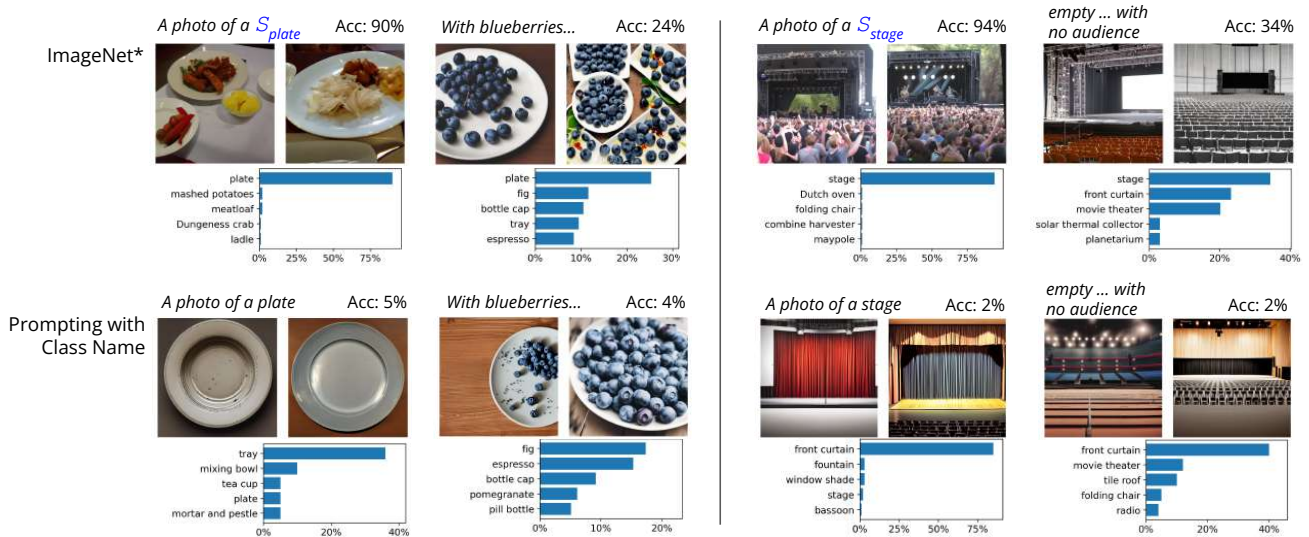 A photo of a S_plate Acc: 90%
With blueberries... Acc: 24%
A photo of a S_stage Acc: 94%
empty ... with
no audience Acc: 34%
ImageNet*
plate
mashed potatoes
meatloaf
Dungeness crab
ladle
0% 25% 50% 75%
plate
fig
bottle cap
tray
espresso
0% 10% 20% 30%
stage
Dutch oven
folding chair
combine harvester
maypole
0% 25% 50% 75%
stage
front curtain
movie theater
solar thermal collector
planetarium
0% 20% 40%
Prompting with
Class Name
A photo of a plate Acc: 5%
With blueberries... Acc: 4%
A photo of a stage Acc: 2%
empty ... with
no audience Acc: 2%
tray
mixing bowl
tea cup
plate
mortar and pestle
0% 20% 40%
fig
espresso
bottle cap
pomegranate
pill bottle
0% 10% 20%
front curtain
fountain
window shade
stage
bassoon
0% 25% 50% 75%
front curtain
movie theater
tile roof
folding chair
radio
0% 20% 40%